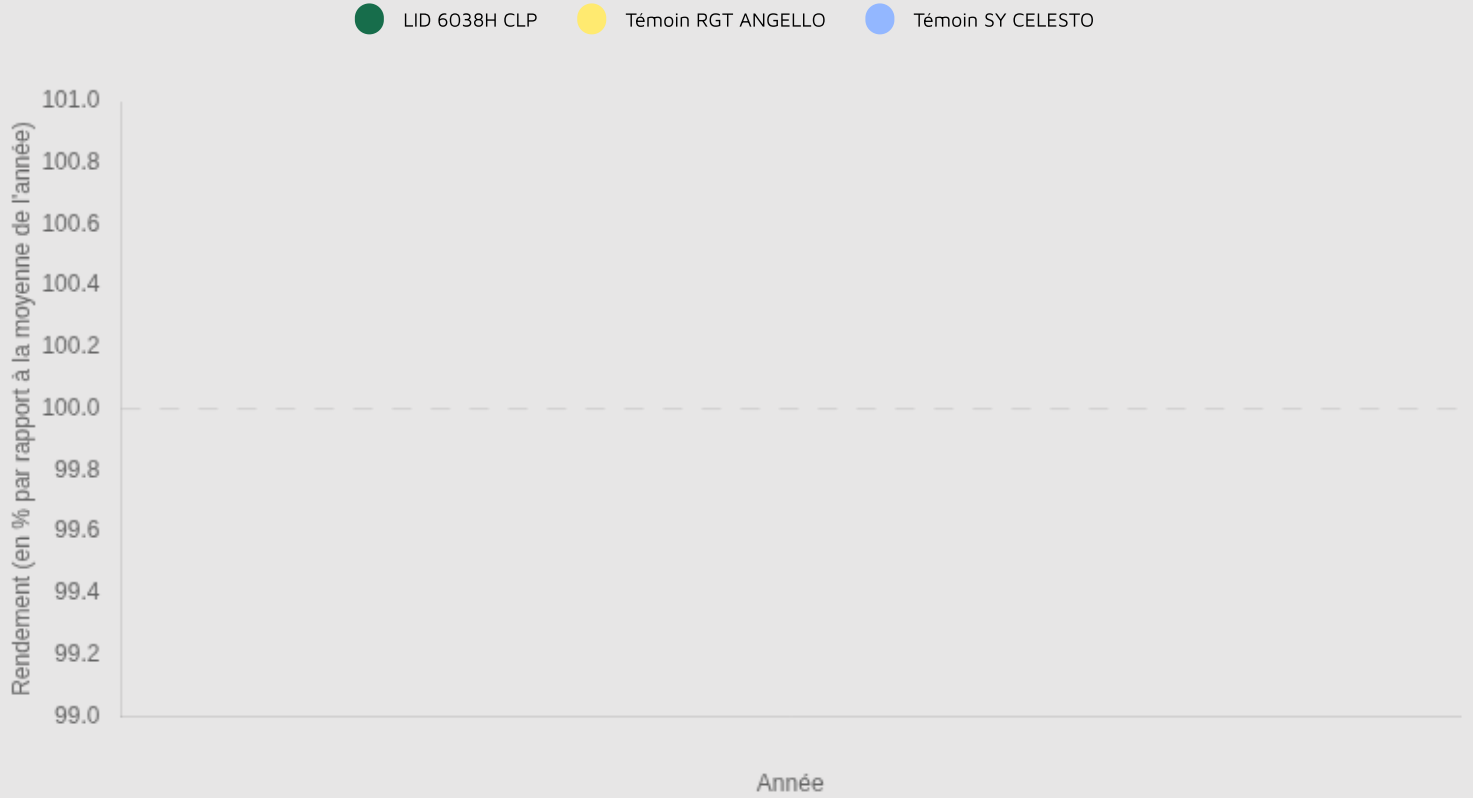 LID 6038H CLP
Témoin RGT ANGELLO
Témoin SY CELESTO
Rendement (en % par rapport à la moyenne de l'année)
101.0
100.8
100.6
100.4
100.2
100.0
99.8
99.6
99.4
99.2
99.0
Année